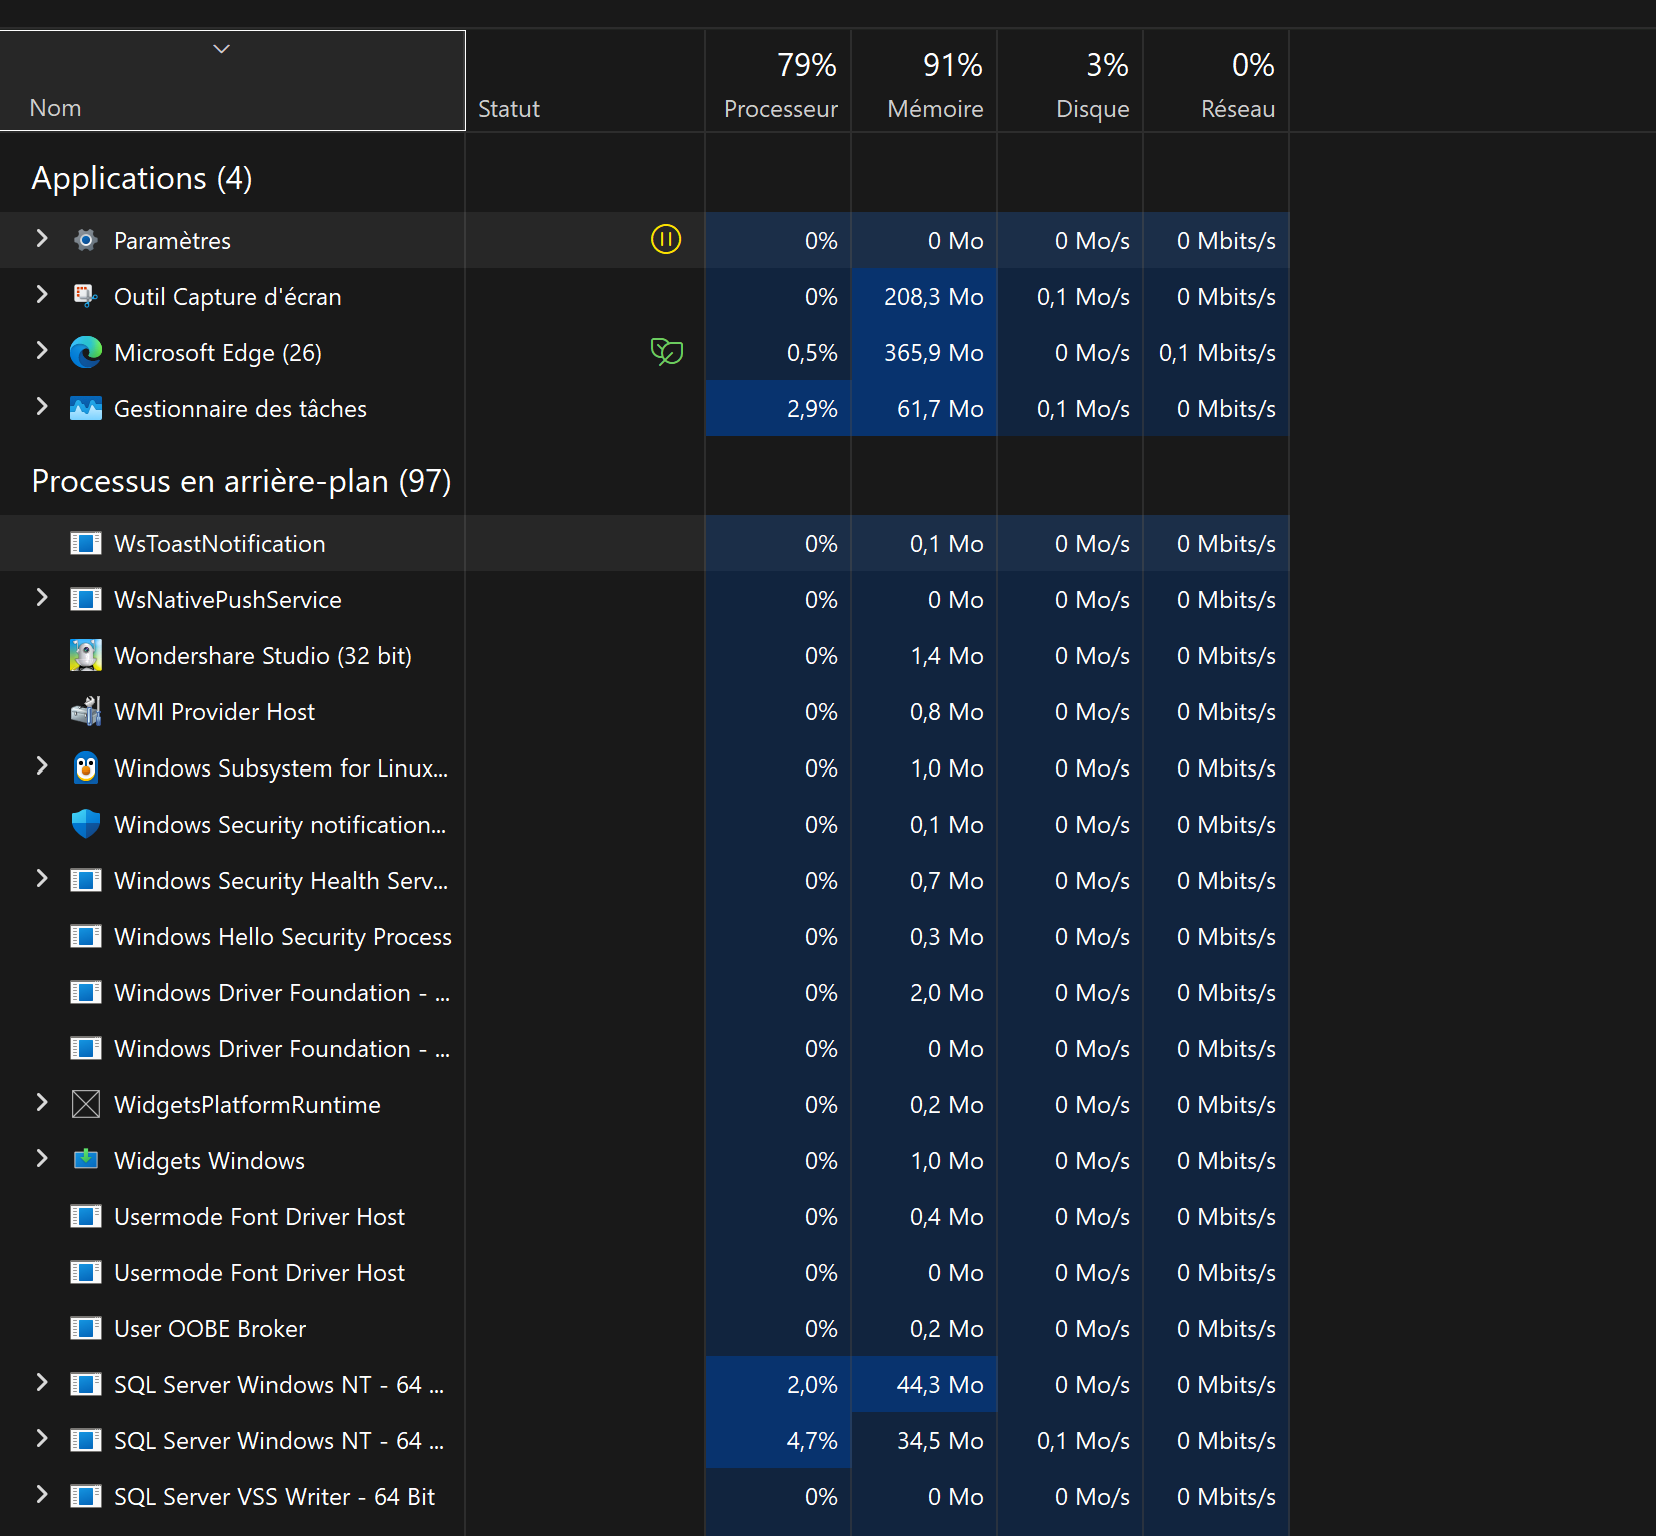 79% 91% 3% 0%
Nom Statut Processeur Mémoire Disque Réseau
Applications (4)
Paramètres 0% 0 Mo 0 Mo/s 0 Mbits/s
Outil Capture d'écran 0% 208,3 Mo 0,1 Mo/s 0 Mbits/s
Microsoft Edge (26) 0,5% 365,9 Mo 0 Mo/s 0,1 Mbits/s
Gestionnaire des tâches 2,9% 61,7 Mo 0,1 Mo/s 0 Mbits/s
Processus en arrière-plan (97)
WsToastNotification 0% 0,1 Mo 0 Mo/s 0 Mbits/s
WsNativePushService 0% 0 Mo 0 Mo/s 0 Mbits/s
Wondershare Studio (32 bit) 0% 1,4 Mo 0 Mo/s 0 Mbits/s
WMI Provider Host 0% 0,8 Mo 0 Mo/s 0 Mbits/s
Windows Subsystem for Linux... 0% 1,0 Mo 0 Mo/s 0 Mbits/s
Windows Security notification... 0% 0,1 Mo 0 Mo/s 0 Mbits/s
Windows Security Health Serv... 0% 0,7 Mo 0 Mo/s 0 Mbits/s
Windows Hello Security Process 0% 0,3 Mo 0 Mo/s 0 Mbits/s
Windows Driver Foundation - ... 0% 2,0 Mo 0 Mo/s 0 Mbits/s
Windows Driver Foundation - ... 0% 0 Mo 0 Mo/s 0 Mbits/s
WidgetsPlatformRuntime 0% 0,2 Mo 0 Mo/s 0 Mbits/s
Widgets Windows 0% 1,0 Mo 0 Mo/s 0 Mbits/s
Usermode Font Driver Host 0% 0,4 Mo 0 Mo/s 0 Mbits/s
Usermode Font Driver Host 0% 0 Mo 0 Mo/s 0 Mbits/s
User OOBE Broker 0% 0,2 Mo 0 Mo/s 0 Mbits/s
SQL Server Windows NT - 64 ... 2,0% 44,3 Mo 0 Mo/s 0 Mbits/s
SQL Server Windows NT - 64 ... 4,7% 34,5 Mo 0,1 Mo/s 0 Mbits/s
SQL Server VSS Writer - 64 Bit 0% 0 Mo 0 Mo/s 0 Mbits/s